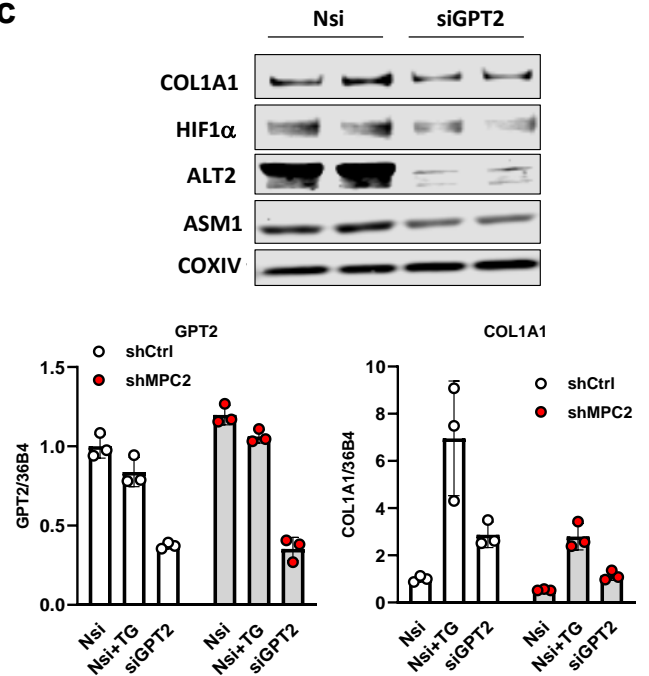 c
Nsi siGPT2
COL1A1
HIF1α
ALT2
ASM1
COXIV
GPT2
shCtrl
shMPC2
1.5
1.0
0.5
0.0
GPT2/36B4
Nsi
Nsi+TG
siGPT2
Nsi
Nsi+TG
siGPT2
COL1A1
shCtrl
shMPC2
10
8
6
4
2
0
COL1A1/36B4
Nsi
Nsi+TG
siGPT2
Nsi
Nsi+TG
siGPT2